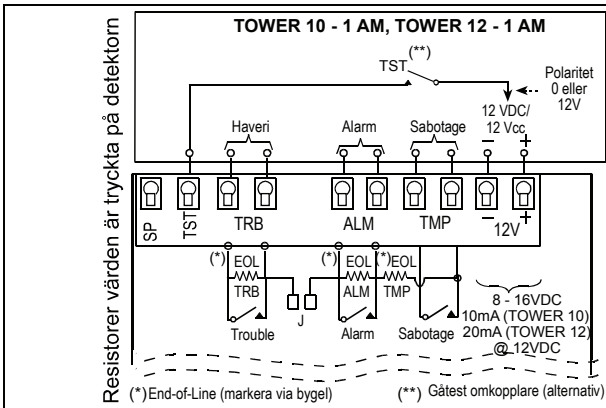 TOWER 10 - 1 AM, TOWER 12 - 1 AM
Resistorer värden är tryckta på detektorn
(**)
TST
Polaritet
0 eller
12V
12 VDC/
12 Vcc
Haveri
Alarm
Sabotage
- +
SP
TST
TRB
ALM
TMP
- 12V +
(*) EOL
TRB
(*) EOL
ALM
(*) EOL
TMP
J
Trouble
Alarm
Sabotage
8 - 16VDC
10mA (TOWER 10)
20mA (TOWER 12)
@ 12VDC
(*) End-of-Line (markera via bygel)
(**) Gåtest omkopplare (alternativ)